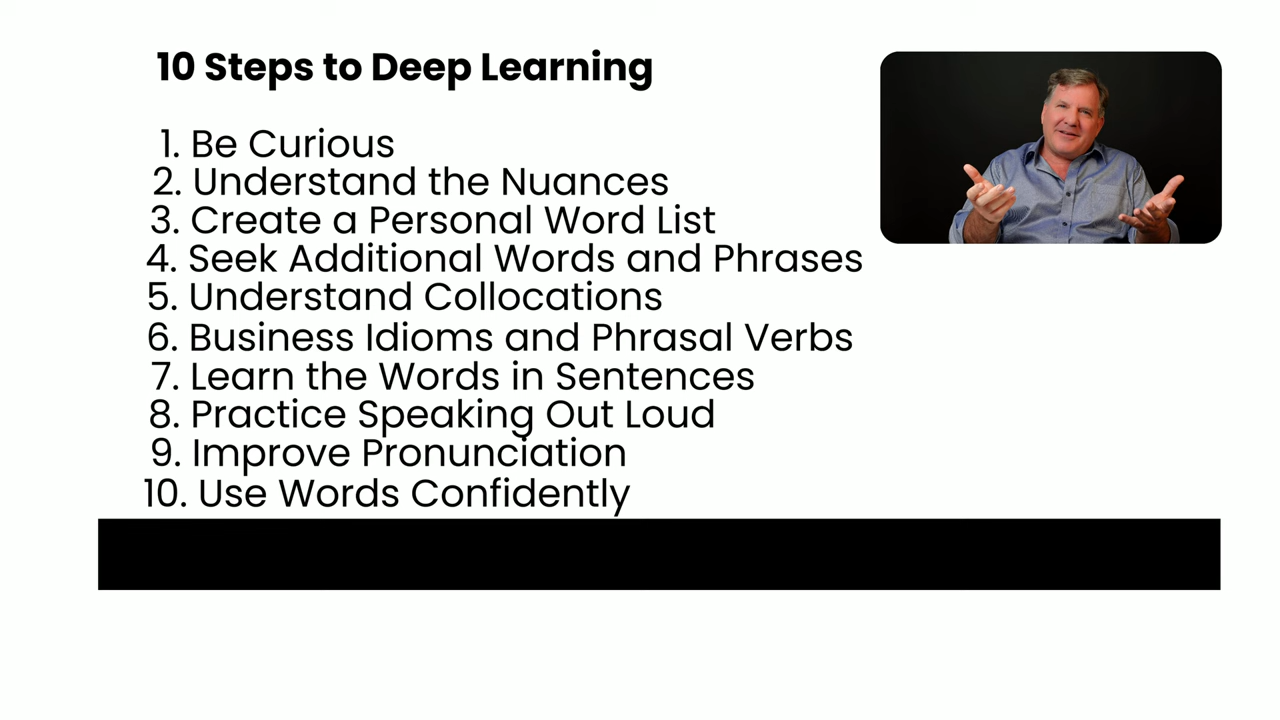 10 Steps to Deep Learning
1. Be Curious
2. Understand the Nuances
3. Create a Personal Word List
4. Seek Additional Words and Phrases
5. Understand Collocations
6. Business Idioms and Phrasal Verbs
7. Learn the Words in Sentences
8. Practice Speaking Out Loud
9. Improve Pronunciation
10. Use Words Confidently